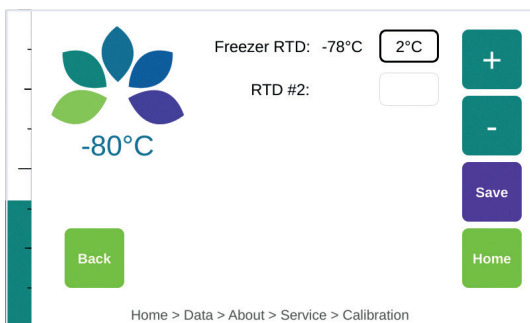 Freezer RTD: -78°C 2°C +
RTD #2:
-
-80°C
Save
Back
Home
Home > Data > About > Service > Calibration